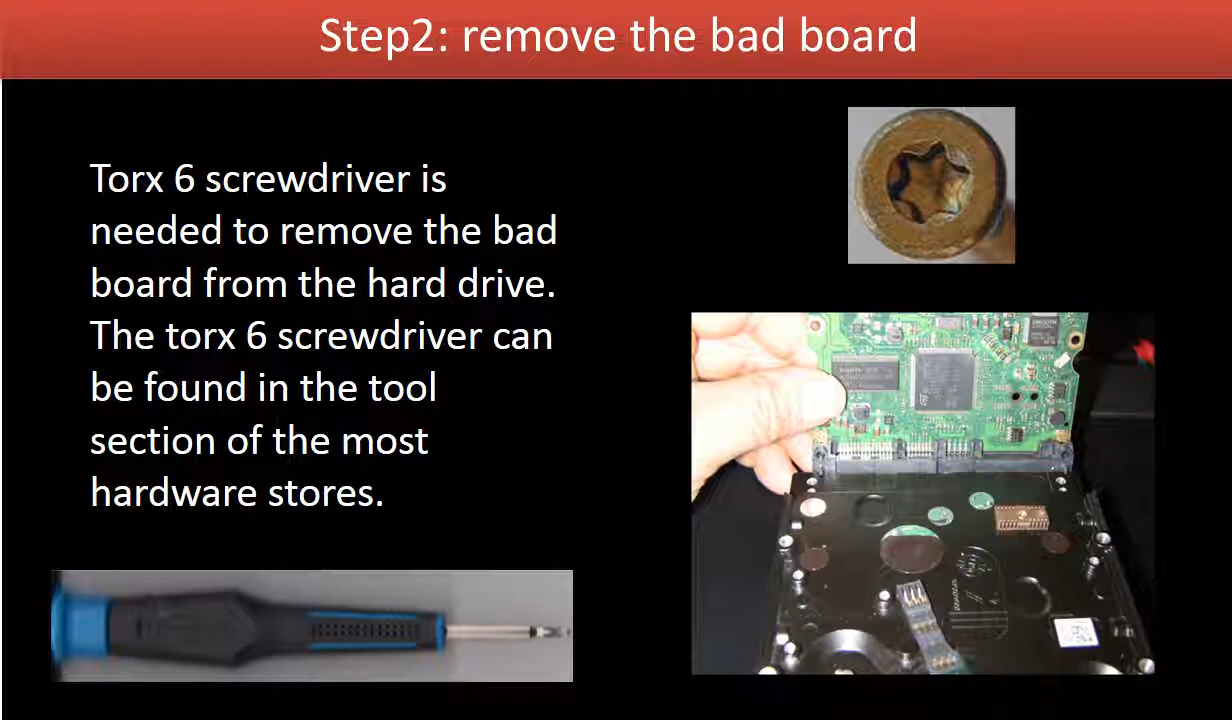 Step2: remove the bad board
Torx 6 screwdriver is
needed to remove the bad
board from the hard drive.
The torx 6 screwdriver can
be found in the tool
section of the most
hardware stores.